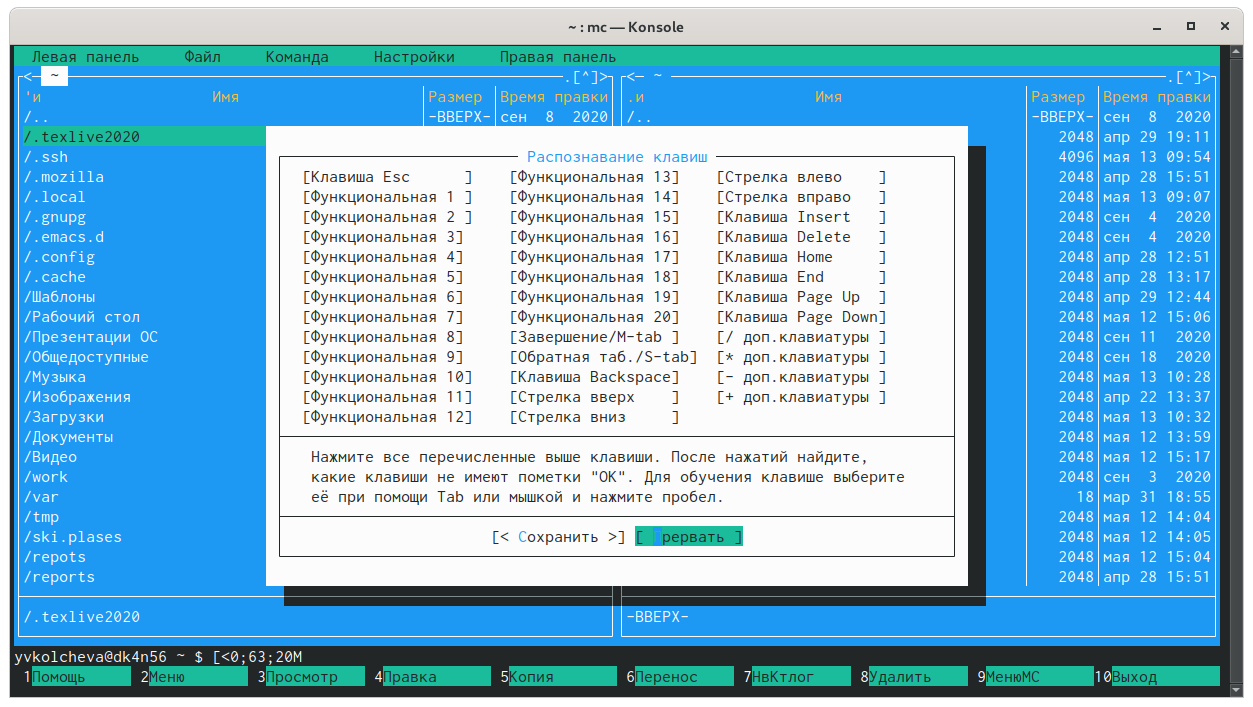 ~ : mc — Konsole
Левая панель Файл Команда Настройки Правая панель
<— ~ .[^]> <— ~ .[^]>
'и Имя Размер Время правки .и Имя Размер Время правки
/.. -ВВЕРХ- сен 8 2020 /.. -ВВЕРХ- сен 8 2020
/.texlive2020 2048 апр 29 19:11
/.ssh Распознавание клавиш 4096 мая 13 09:54
/.mozilla [Клавиша Esc ] [Функциональная 13] [Стрелка влево ] 2048 апр 28 15:51
/.local [Функциональная 1 ] [Функциональная 14] [Стрелка вправо ] 2048 мая 13 09:07
/.gnupg [Функциональная 2 ] [Функциональная 15] [Клавиша Insert ] 2048 сен 4 2020
/.emacs.d [Функциональная 3] [Функциональная 16] [Клавиша Delete ] 2048 сен 4 2020
/.config [Функциональная 4] [Функциональная 17] [Клавиша Home ] 2048 апр 28 12:51
/.cache [Функциональная 5] [Функциональная 18] [Клавиша End ] 2048 апр 28 13:17
/Шаблоны [Функциональная 6] [Функциональная 19] [Клавиша Page Up ] 2048 апр 29 12:44
/Рабочий стол [Функциональная 7] [Функциональная 20] [Клавиша Page Down] 2048 мая 12 15:06
/Презентации ОС [Функциональная 8] [Завершение/M-tab ] [/ доп.клавиатуры ] 2048 сен 11 2020
/Общедоступные [Функциональная 9] [Обратная таб./S-tab] [* доп.клавиатуры ] 2048 сен 18 2020
/Музыка [Функциональная 10] [Клавиша Backspace] [- доп.клавиатуры ] 2048 мая 13 10:28
/Изображения [Функциональная 11] [Стрелка вверх ] [+ доп.клавиатуры ] 2048 апр 22 13:37
/Загрузки [Функциональная 12] [Стрелка вниз ] 2048 мая 13 10:32
/Документы 2048 мая 12 13:59
/Видео Нажмите все перечисленные выше клавиши. После нажатий найдите, 2048 мая 12 15:17
/work какие клавиши не имеют пометки "OK". Для обучения клавише выберите 2048 сен 3 2020
/var её при помощи Tab или мышкой и нажмите пробел. 18 мар 31 18:55
/tmp 2048 мая 12 14:04
/ski.plases [< Сохранить >] [ Прервать ] 2048 мая 12 14:05
/repots 2048 мая 12 15:04
/reports 2048 апр 28 15:51
/.texlive2020 -ВВЕРХ-
yvkolcheva@dk4n56 ~ $ [<0;63;20M
1Помощь 2Меню 3Просмотр 4Правка 5Копия 6Перенос 7НвКтлог 8Удалить 9МенюМС 10Выход